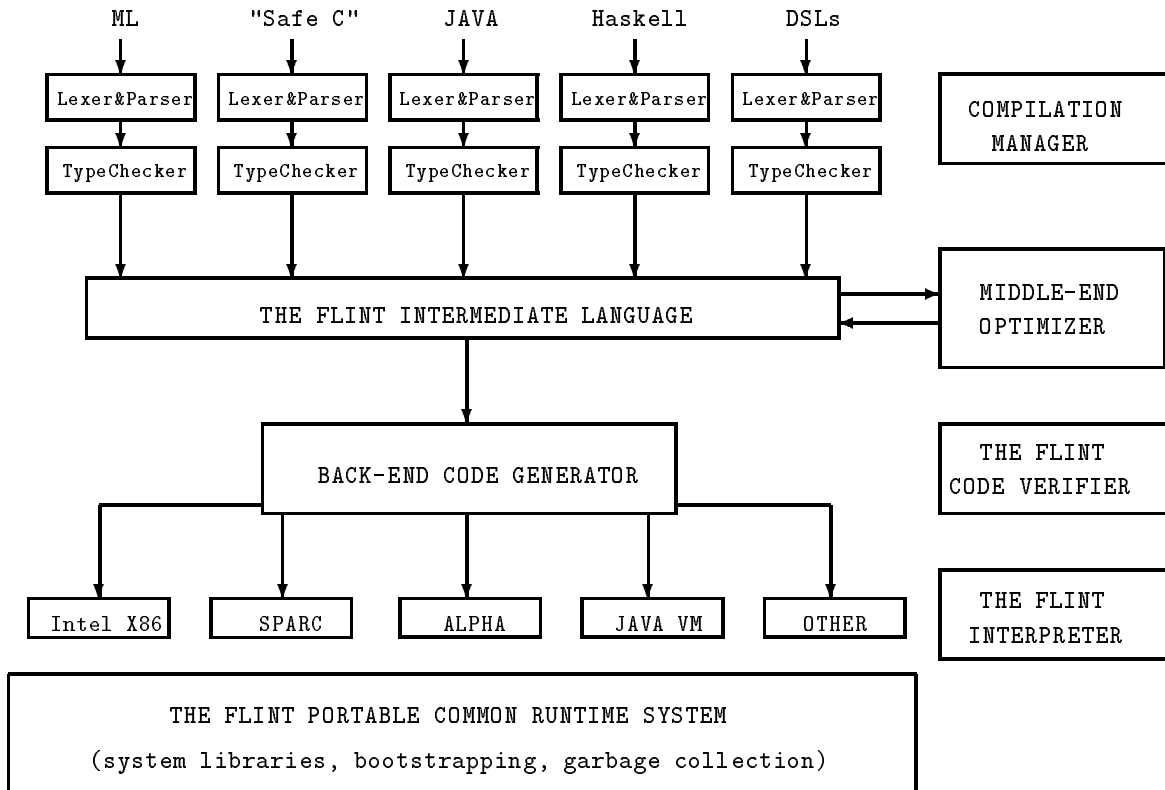 ML
"Safe C"
JAVA
Haskell
DSLs
Lexer&Parser
Lexer&Parser
Lexer&Parser
Lexer&Parser
Lexer&Parser
COMPILATION
MANAGER
TypeChecker
TypeChecker
TypeChecker
TypeChecker
TypeChecker
THE FLINT INTERMEDIATE LANGUAGE
MIDDLE-END
OPTIMIZER
BACK-END CODE GENERATOR
THE FLINT
CODE VERIFIER
Intel X86
SPARC
ALPHA
JAVA VM
OTHER
THE FLINT
INTERPRETER
THE FLINT PORTABLE COMMON RUNTIME SYSTEM
(system libraries, bootstrapping, garbage collection)